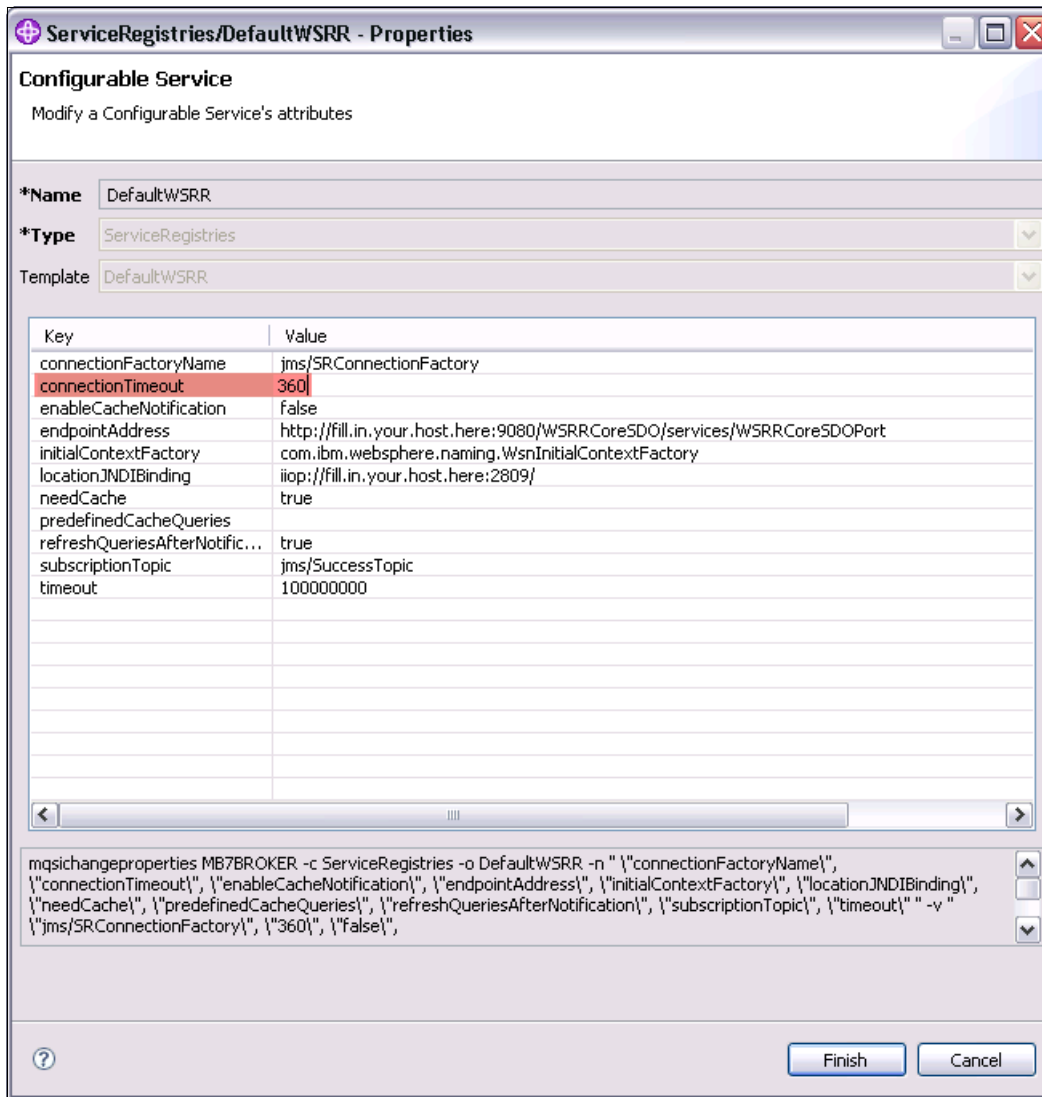 ServiceRegistries/DefaultWSRR - Properties
Configurable Service
Modify a Configurable Service's attributes
*Name DefaultWSRR
*Type ServiceRegistries
Template DefaultWSRR
Key Value
connectionFactoryName jms/SRConnectionFactory
connectionTimeout 360
enableCacheNotification false
endpointAddress http://fill.in.your.host.here:9080/WSRRCoreSDO/services/WSRRCoreSDOPort
initialContextFactory com.ibm.websphere.naming.WsnInitialContextFactory
locationJNDIBinding iiop://fill.in.your.host.here:2809/
needCache true
predefinedCacheQueries
refreshQueriesAfterNotific... true
subscriptionTopic jms/SuccessTopic
timeout 100000000
mqsichangeproperties MB7BROKER -c ServiceRegistries -o DefaultWSRR -n " \"connectionFactoryName\",
\"connectionTimeout\", \"enableCacheNotification\", \"endpointAddress\", \"initialContextFactory\", \"locationJNDIBinding\",
\"needCache\", \"predefinedCacheQueries\", \"refreshQueriesAfterNotification\", \"subscriptionTopic\", \"timeout\" " -v "
\"jms/SRConnectionFactory\", \"360\", \"false\",
? Finish Cancel